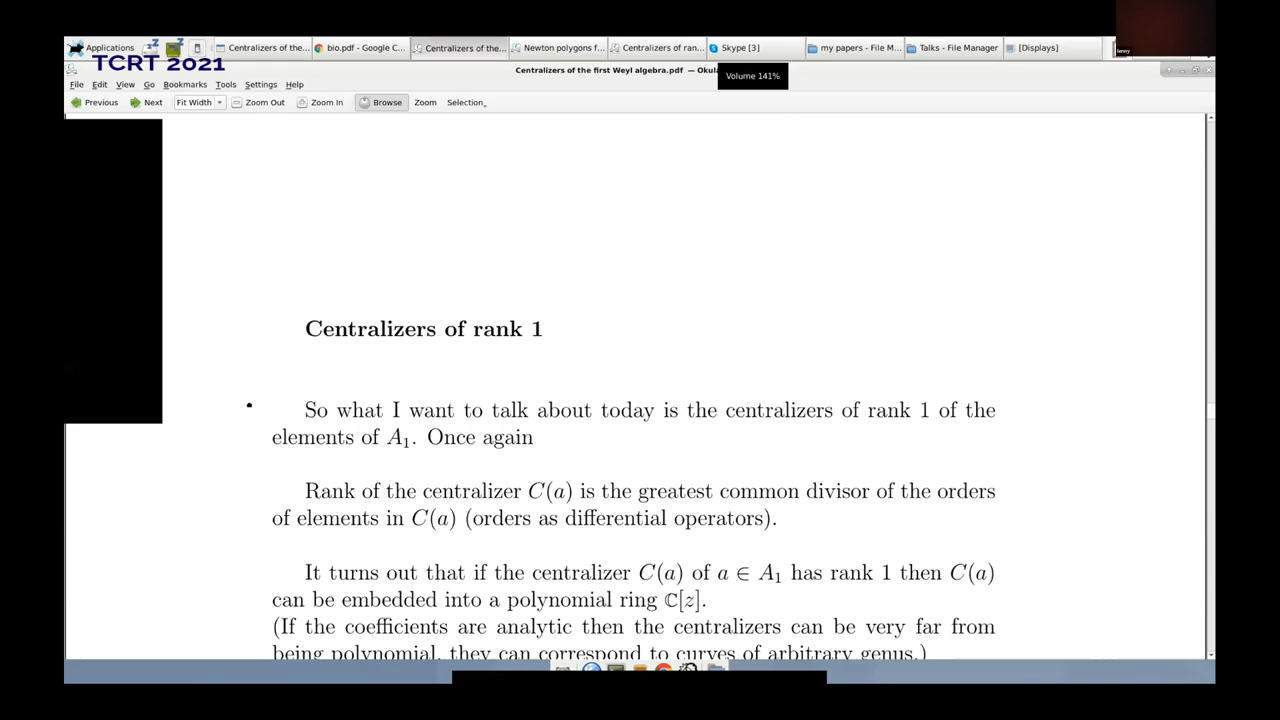 Applications
Centralizers of the...
bio.pdf - Google C...
Centralizers of the...
Newton polygons f...
Centralizers of ran...
Skype [3]
my papers - File M...
Talks - File Manager
[Displays]
TCRT 2021
Centralizers of the first Weyl algebra.pdf — Okul
Volume 141%
File Edit View Go Bookmarks Tools Settings Help
Previous Next Fit Width Zoom Out Zoom In Browse Zoom Selection
Centralizers of rank 1
So what I want to talk about today is the centralizers of rank 1 of the
elements of A₁. Once again
Rank of the centralizer C(a) is the greatest common divisor of the orders
of elements in C(a) (orders as differential operators).
It turns out that if the centralizer C(a) of a ∈ A₁ has rank 1 then C(a)
can be embedded into a polynomial ring ℂ[z].
(If the coefficients are analytic then the centralizers can be very far from
being polynomial, they can correspond to curves of arbitrary genus.)